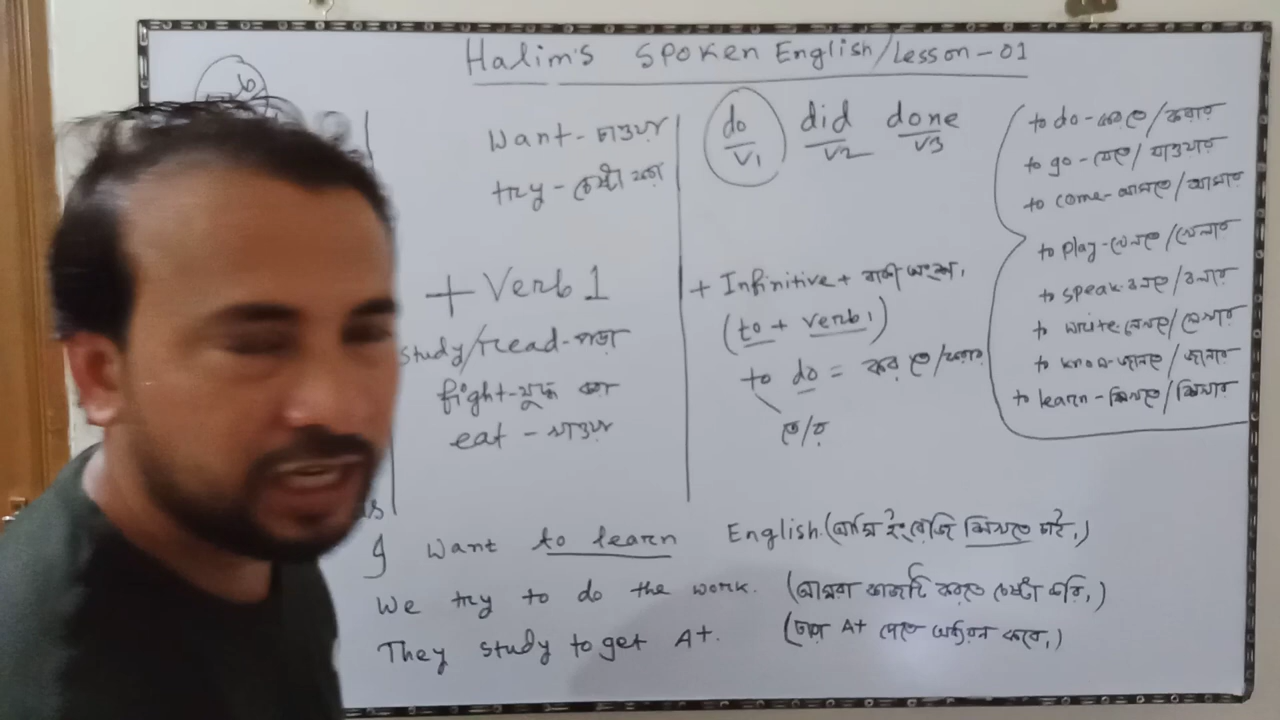 Halim's Spoken English/Lesson-01
Want - চাওয়া
try - চেষ্টা করা
+ Verb 1
study/read - পড়া
fight - যুদ্ধ করা
eat - খাওয়া
do did done
V1 V2 V3
+ Infinitive + বাকী অংশ।
(to + verb1)
to do = করতে/করার
তে/র
to do - করতে/করার
to go - যেতে/যাওয়ার
to come - আসতে/আসার
to play - খেলতে/খেলার
to speak - বলতে/বলার
to write - লেখতে/লেখার
to know - জানতে/জানার
to learn - শিখতে/শিখার
I want to learn English. (আমি ইংরেজি শিখতে চাই।)
We try to do the work. (আমরা কাজটি করতে চেষ্টা করি।)
They study to get A+. (তারা A+ পেতে অধ্যয়ন করে।)